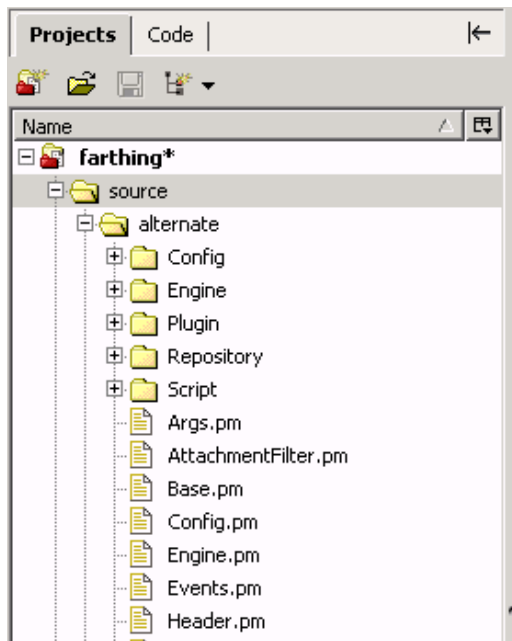 Projects Code
Name
farthing*
source
alternate
Config
Engine
Plugin
Repository
Script
Args.pm
AttachmentFilter.pm
Base.pm
Config.pm
Engine.pm
Events.pm
Header.pm